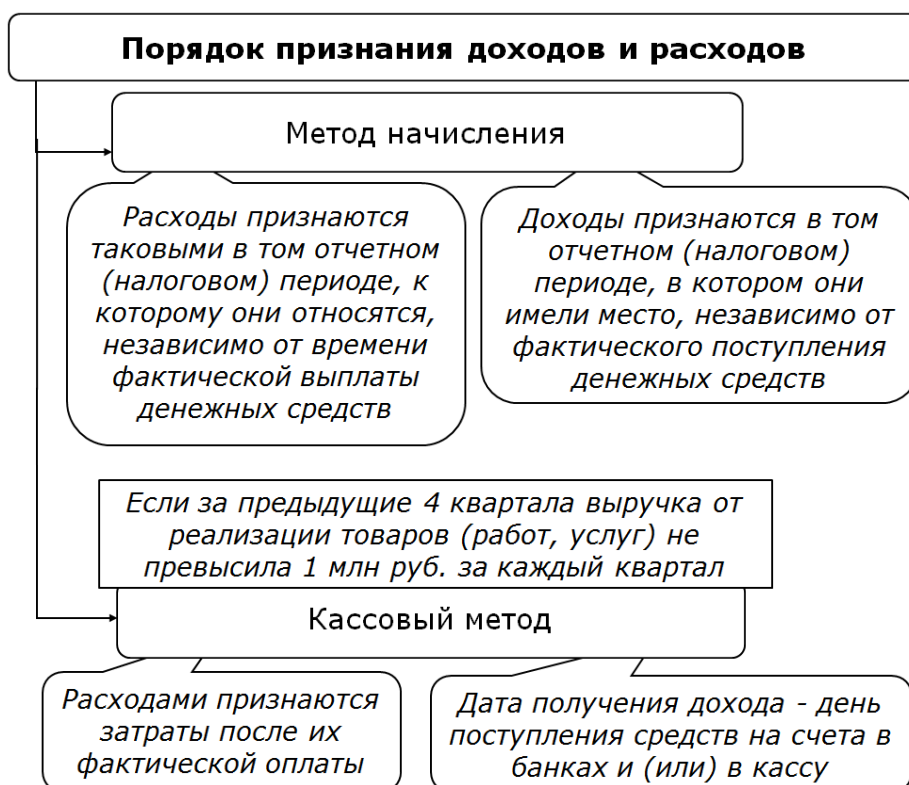 Порядок признания доходов и расходов
Метод начисления
Расходы признаются
таковыми в том отчетном
(налоговом) периоде, к
которому они относятся,
независимо от времени
фактической выплаты
денежных средств
Доходы признаются в том
отчетном (налоговом)
периоде, в котором они
имели место, независимо от
фактического поступления
денежных средств
Если за предыдущие 4 квартала выручка от
реализации товаров (работ, услуг) не
превысила 1 млн руб. за каждый квартал
Кассовый метод
Расходами признаются
затраты после их
фактической оплаты
Дата получения дохода - день
поступления средств на счета в
банках и (или) в кассу